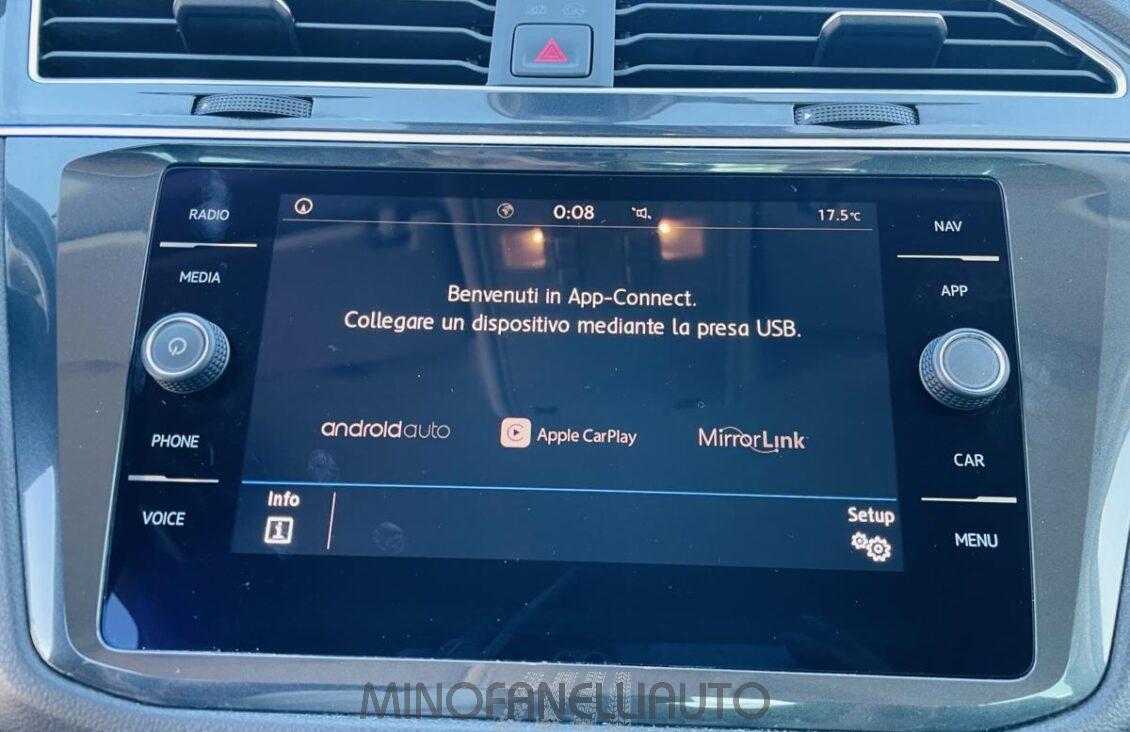 RADIO
MEDIA
PHONE
VOICE
0:08
17.5°C
Benvenuti in App-Connect.
Collegare un dispositivo mediante la presa USB.
androidauto
Apple CarPlay
MirrorLink
Info
Setup
NAV
APP
CAR
MENU
MINOFANELLIAUTO